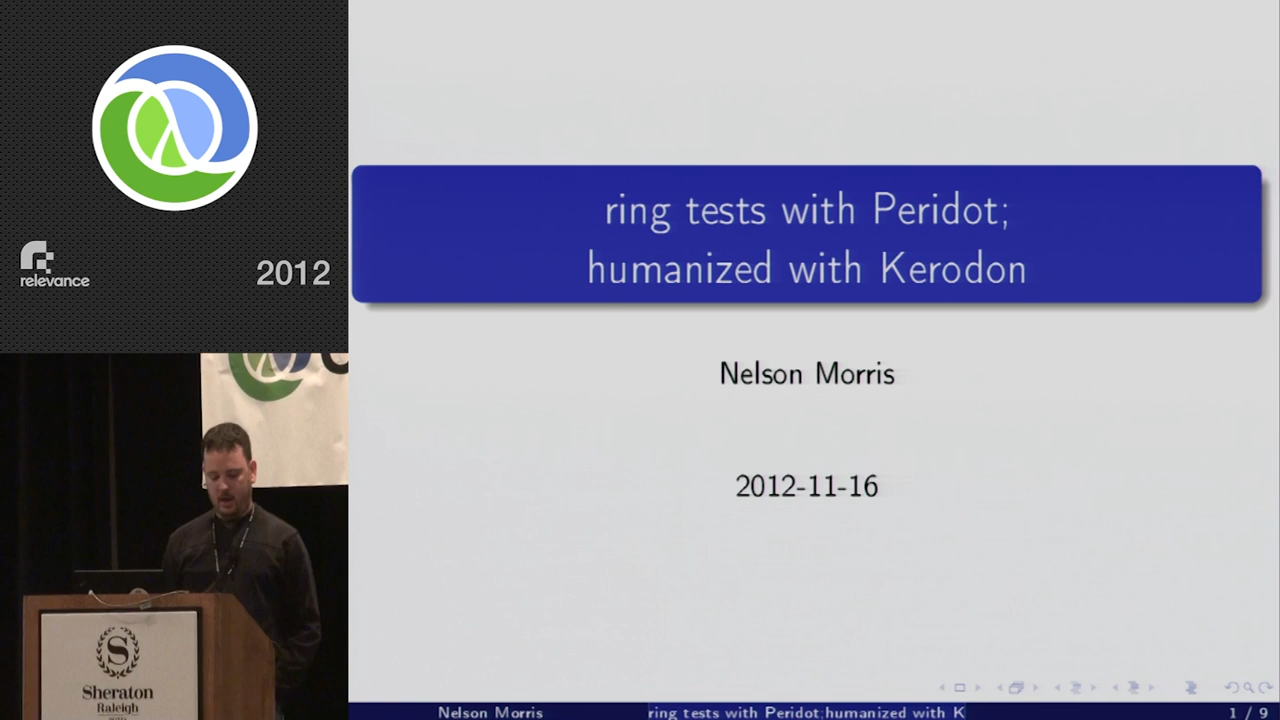 relevance
2012
ring tests with Peridot;
humanized with Kerodon
Nelson Morris
2012-11-16
S
Sheraton
Raleigh
Nelson Morris
ring tests with Peridot;humanized with K
1 / 9